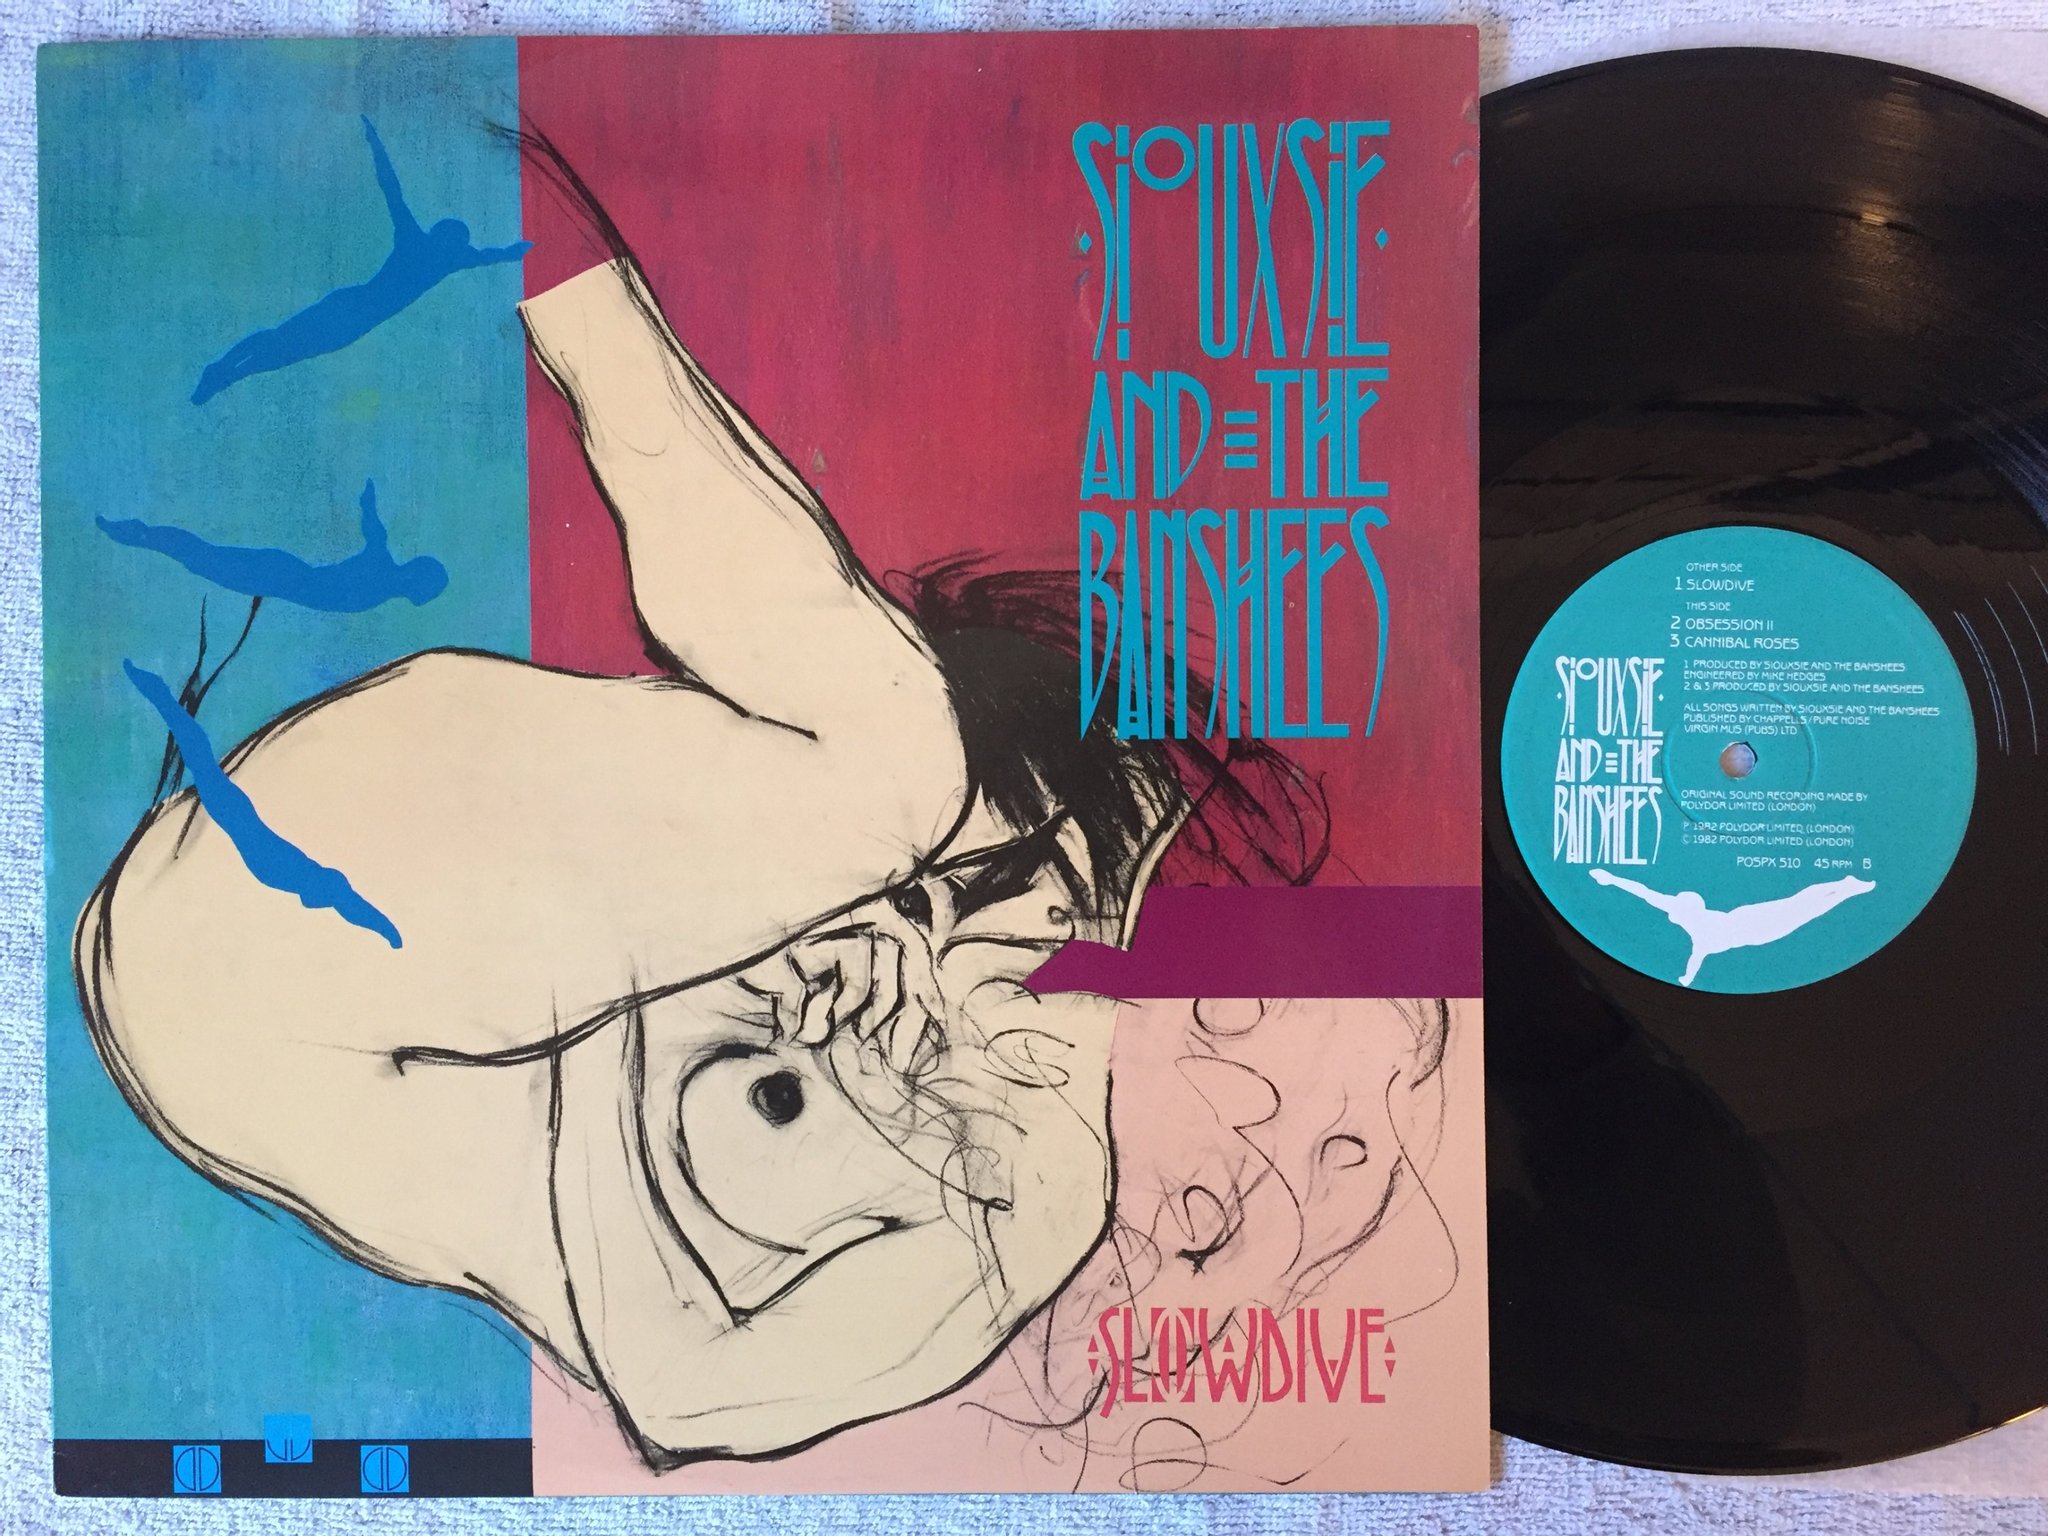 SIOUXSIE
AND THE
BANSHEES
SLOWDIVE
OTHER SIDE
1 SLOWDIVE
THIS SIDE
2 OBSESSION II
3 CANNIBAL ROSES
1 PRODUCED BY SIOUXSIE AND THE BANSHEES
ENGINEERED BY MIKE HEDGES
2 & 3 PRODUCED BY SIOUXSIE AND THE BANSHEES
ALL SONGS WRITTEN BY SIOUXSIE AND THE BANSHEES
PUBLISHED BY CHAPPELLS/PURE NOISE
VIRGIN MUS (PUBS) LTD
SIOUXSIE
AND THE
BANSHEES
ORIGINAL SOUND RECORDING MADE BY
POLYDOR LIMITED (LONDON)
℗ 1982 POLYDOR LIMITED (LONDON)
© 1982 POLYDOR LIMITED (LONDON)
POSPX 510 45 RPM B